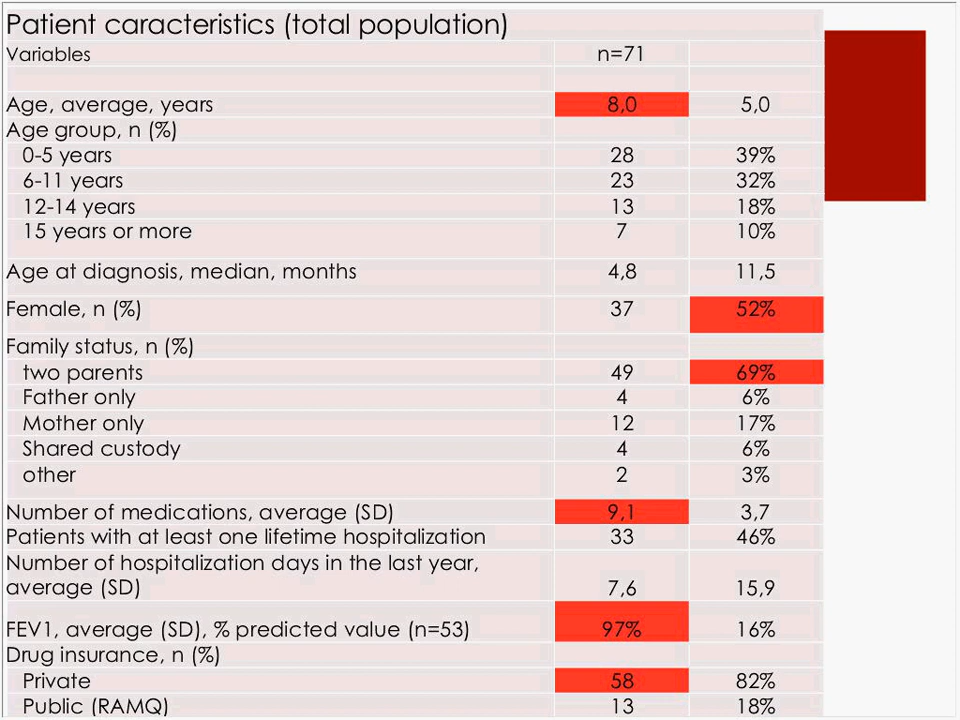 Patient caracteristics (total population)
Variables n=71
Age, average, years 8,0 5,0
Age group, n (%)
0-5 years 28 39%
6-11 years 23 32%
12-14 years 13 18%
15 years or more 7 10%
Age at diagnosis, median, months 4,8 11,5
Female, n (%) 37 52%
Family status, n (%)
two parents 49 69%
Father only 4 6%
Mother only 12 17%
Shared custody 4 6%
other 2 3%
Number of medications, average (SD) 9,1 3,7
Patients with at least one lifetime hospitalization 33 46%
Number of hospitalization days in the last year,
average (SD) 7,6 15,9
FEV1, average (SD), % predicted value (n=53) 97% 16%
Drug insurance, n (%)
Private 58 82%
Public (RAMQ) 13 18%